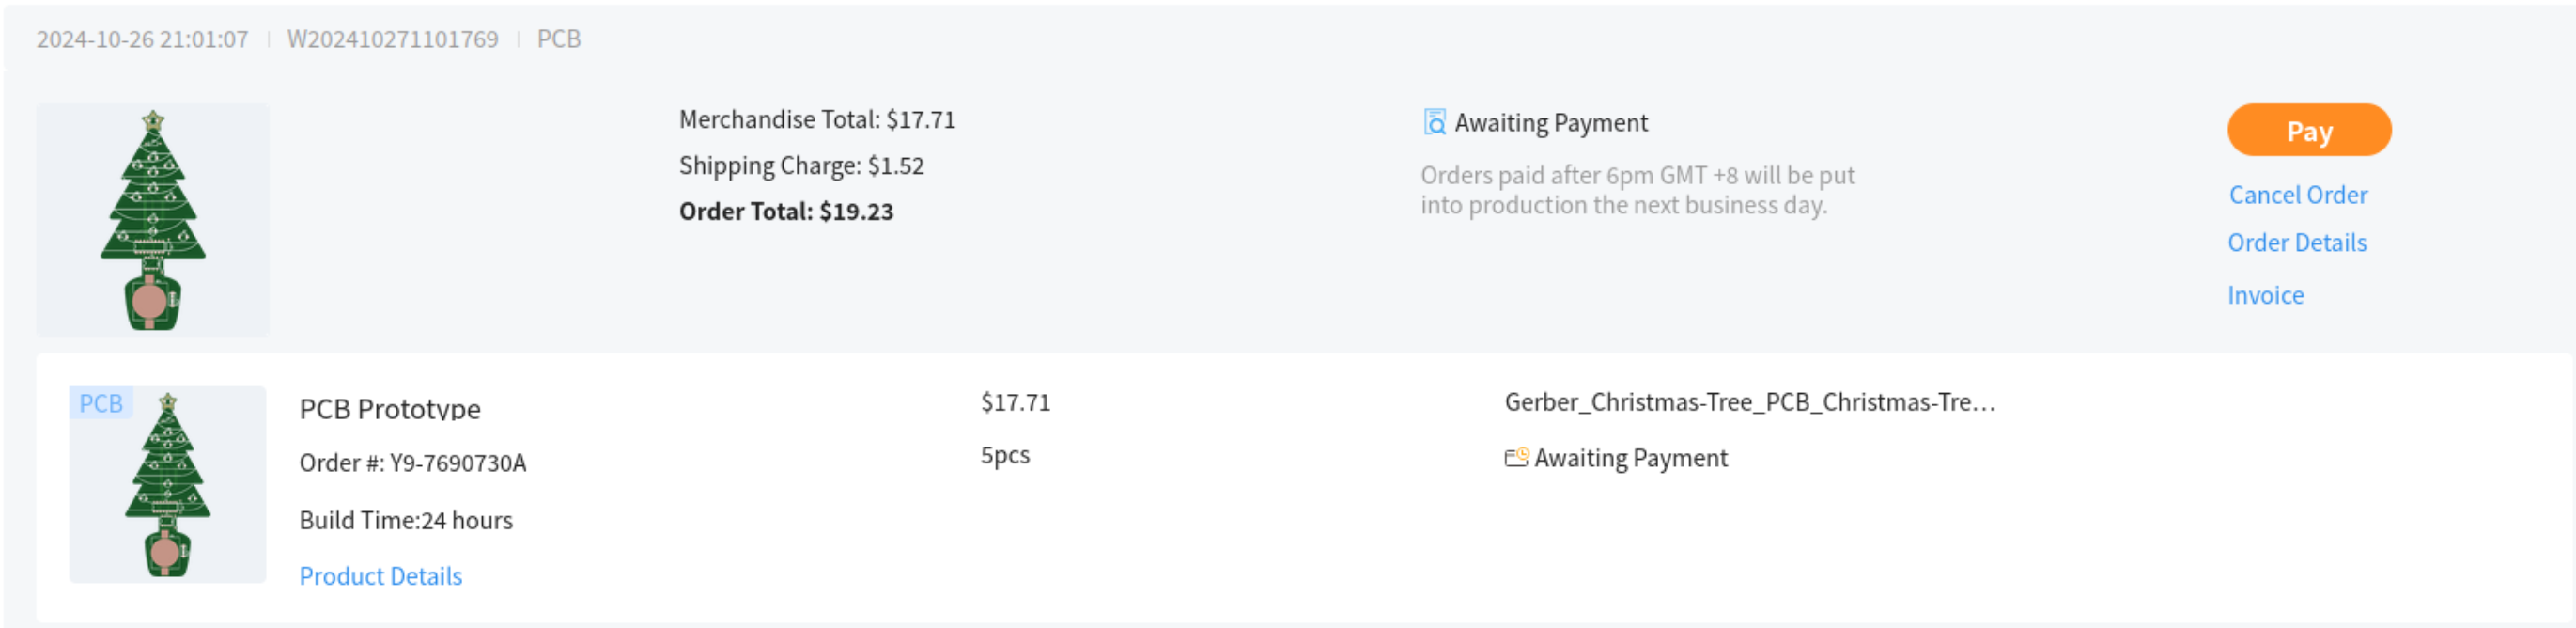 2024-10-26 21:01:07 | W202410271101769 | PCB
Merchandise Total: $17.71
Shipping Charge: $1.52
Order Total: $19.23
Awaiting Payment
Orders paid after 6pm GMT +8 will be put
into production the next business day.
Pay
Cancel Order
Order Details
Invoice
PCB
PCB Prototype
Order #: Y9-7690730A
Build Time:24 hours
Product Details
$17.71
5pcs
Gerber_Christmas-Tree_PCB_Christmas-Tre...
Awaiting Payment